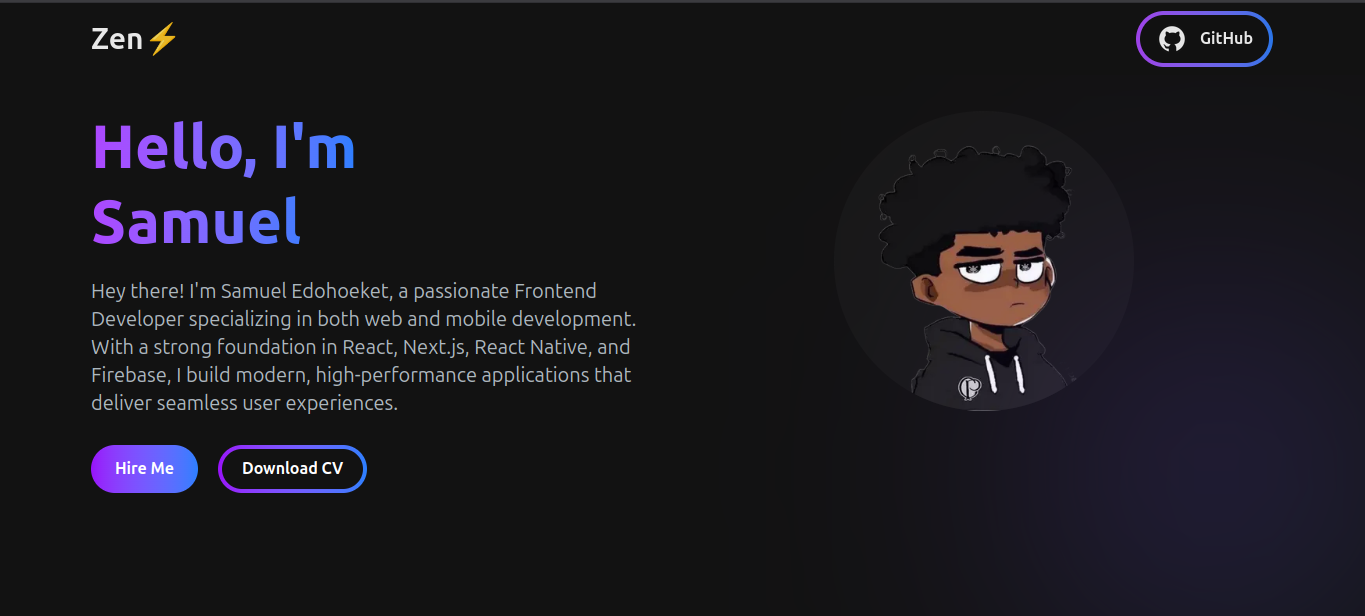 Zen⚡
GitHub
Hello, I'm
Samuel
Hey there! I'm Samuel Edohoeket, a passionate Frontend
Developer specializing in both web and mobile development.
With a strong foundation in React, Next.js, React Native, and
Firebase, I build modern, high-performance applications that
deliver seamless user experiences.
Hire Me
Download CV